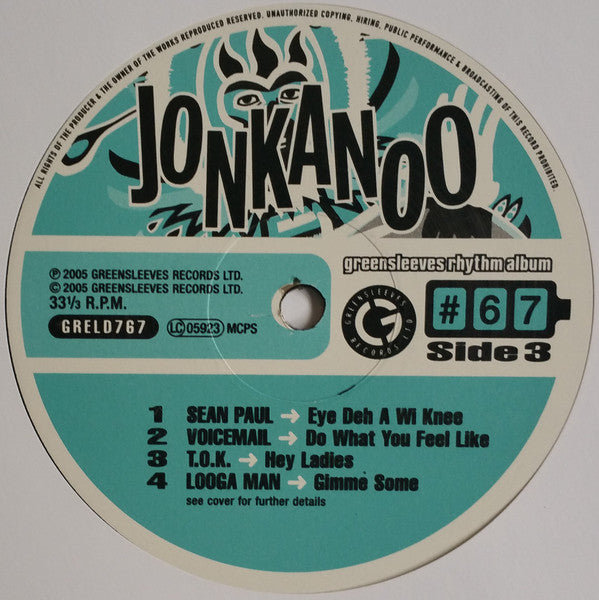 ALL RIGHTS OF THE PRODUCER & THE OWNER OF THE WORKS REPRODUCED RESERVED. UNAUTHORIZED COPYING, HIRING, PUBLIC PERFORMANCE & BROADCASTING OF THIS RECORD PROHIBITED.
JONKANOO
greensleeves rhythm album
℗ 2005 GREENSLEEVES RECORDS LTD.
© 2005 GREENSLEEVES RECORDS LTD.
33⅓ R.P.M.
GRELD767 LC 05923 MCPS
GREENSLEEVES RECORDS LTD
G
#67
Side 3
1 SEAN PAUL → Eye Deh A Wi Knee
2 VOICEMAIL → Do What You Feel Like
3 T.O.K. → Hey Ladies
4 LOOGA MAN → Gimme Some
see cover for further details